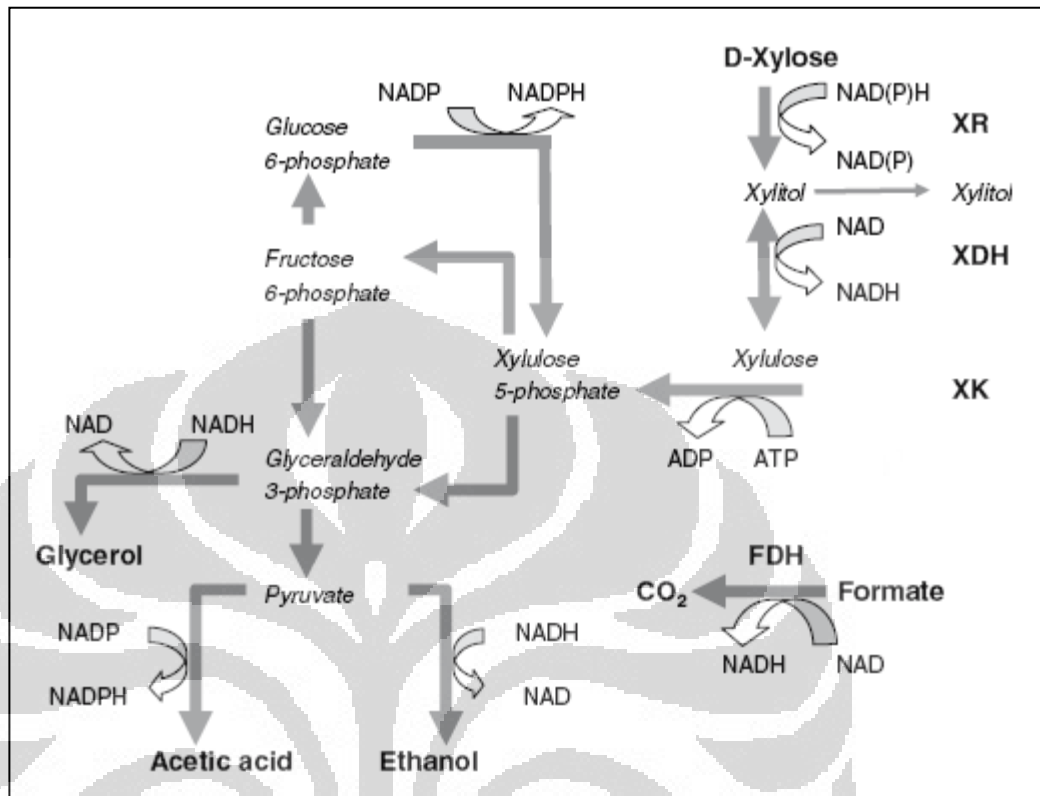 D-Xylose
NADP
NADPH
NAD(P)H
XR
Glucose
6-phosphate
NAD(P)
Xylitol
Xylitol
NAD
XDH
NADH
Fructose
6-phosphate
Xylulose
5-phosphate
Xylulose
XK
ADP
ATP
NAD
NADH
Glyceraldehyde
3-phosphate
Glycerol
FDH
CO2
Formate
NADH
NAD
Pyruvate
NADP
NADPH
NADH
NAD
Acetic acid
Ethanol